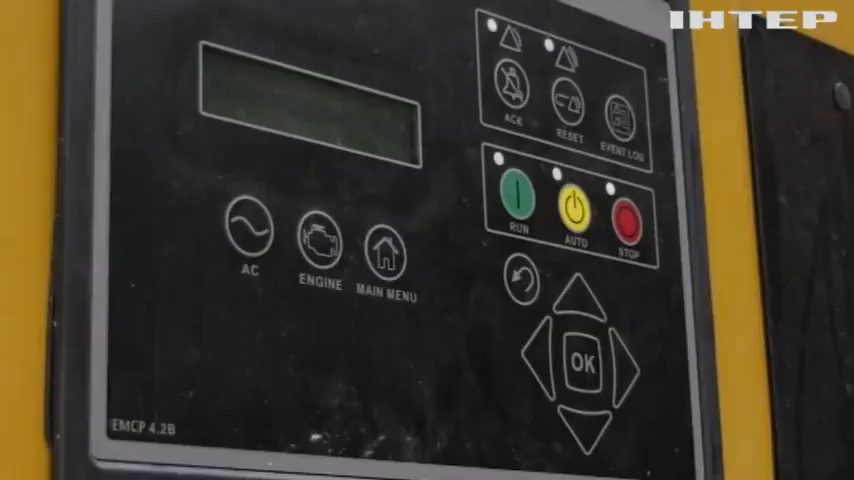 ІНТЕР
ACK
RESET
EVENT LOG
RUN
AUTO
STOP
AC
ENGINE
MAIN MENU
OK
EMCP 4.2B